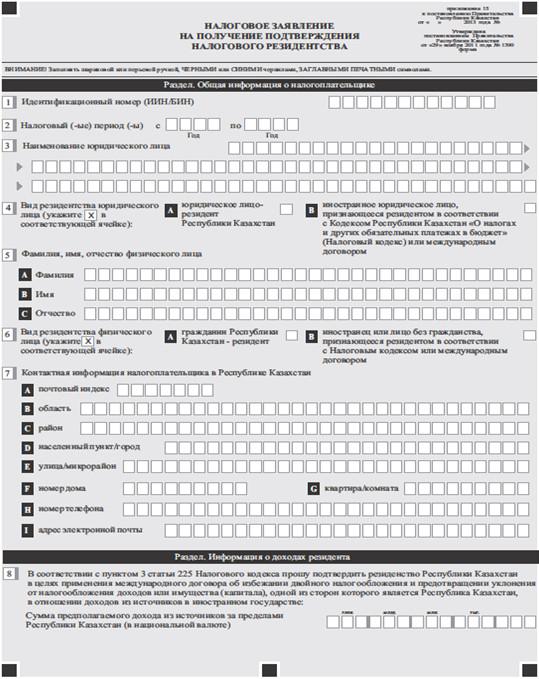 приложение 15
к постановлению Правительства
Республики Казахстан
от « » 2013 года №
Утверждена
постановлением Правительства
Республики Казахстан
от «29» ноября 2011 года № 1390
форма
НАЛОГОВОЕ ЗАЯВЛЕНИЕ
НА ПОЛУЧЕНИЕ ПОДТВЕРЖДЕНИЯ
НАЛОГОВОГО РЕЗИДЕНТСТВА
ВНИМАНИЕ! Заполнять шариковой или перьевой ручкой, ЧЕРНЫМИ или СИНИМИ чернилами, ЗАГЛАВНЫМИ ПЕЧАТНЫМИ символами.
Раздел. Общая информация о налогоплательщике
1 Идентификационный номер (ИИН/БИН)
2 Налоговый (-ые) период (-ы) с по
Год Год
3 Наименование юридического лица
4 Вид резидентства юридического
лица (укажите X в
соответствующей ячейке):
A юридическое лицо-
резидент
Республики Казахстан
B иностранное юридическое лицо,
признающееся резидентом в соответствии
с Кодексом Республики Казахстан «О налогах
и других обязательных платежах в бюджет»
(Налоговый кодекс) или международным
договором
5 Фамилия, имя, отчество физического лица
A Фамилия
B Имя
C Отчество
6 Вид резидентства физического
лица (укажите X в
соответствующей ячейке):
A гражданин Республики
Казахстан - резидент
B иностранец или лицо без гражданства,
признающееся резидентом в соответствии
с Налоговым кодексом или международным
договором
7 Контактная информация налогоплательщика в Республике Казахстан
A почтовый индекс
B область
C район
D населенный пункт/город
E улица/микрорайон
F номер дома G квартира/комната
H номер телефона
I адрес электронной почты
Раздел. Информация о доходах резидента
8 В соответствии с пунктом 3 статьи 225 Налогового кодекса прошу подтвердить резиденство Республики Казахстан
в целях применения международного договора об избежании двойного налогообложения и предотвращении уклонения
от налогообложения доходов или имущества (капитала), одной из сторон которого является Республика Казахстан,
в отношении доходов из источников в иностранном государстве:
Сумма предполагаемого дохода из источников за пределами
Республики Казахстан (в национальной валюте)
трлн. млрд. млн. тыс.